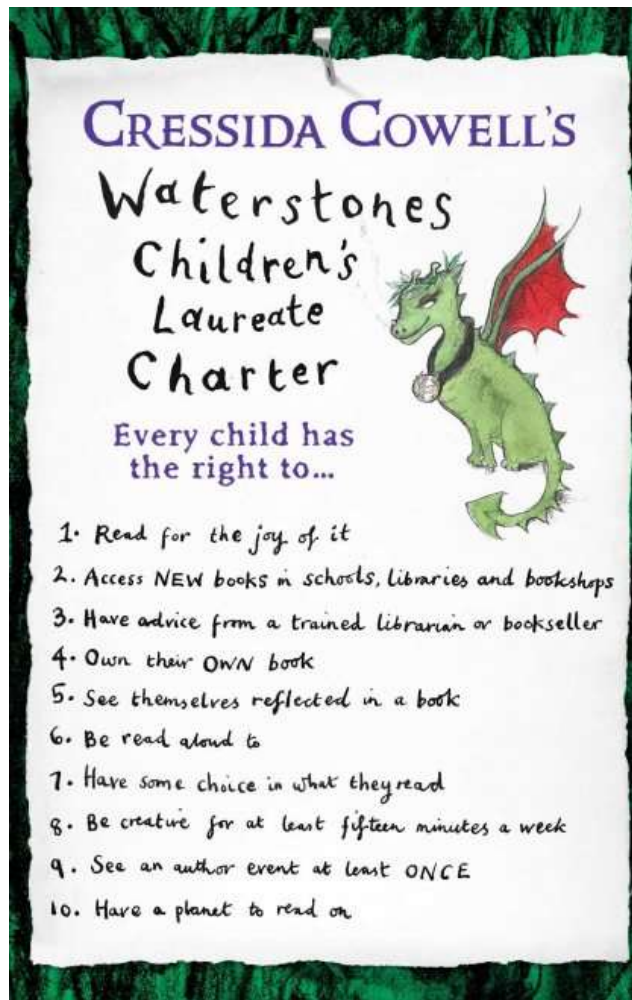 CRESSIDA COWELL'S
Waterstones
Children's
Laureate
Charter
Every child has
the right to...
1. Read for the joy of it
2. Access NEW books in schools, libraries and bookshops
3. Have advice from a trained librarian or bookseller
4. Own their OWN book
5. See themselves reflected in a book
6. Be read aloud to
7. Have some choice in what they read
8. Be creative for at least fifteen minutes a week
9. See an author event at least ONCE
10. Have a planet to read on